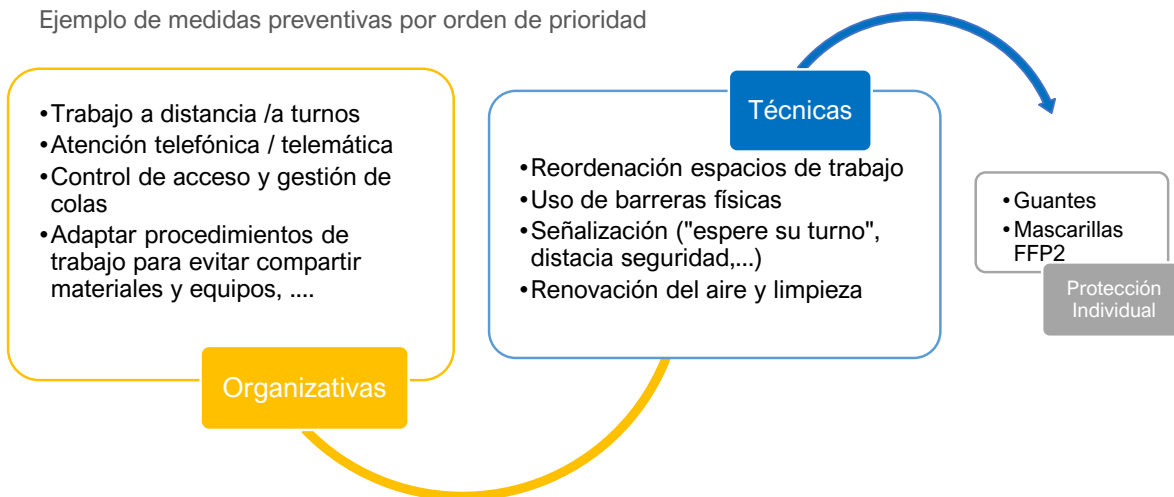 Ejemplo de medidas preventivas por orden de prioridad
•Trabajo a distancia /a turnos
•Atención telefónica / telemática
•Control de acceso y gestión de
colas
•Adaptar procedimientos de
trabajo para evitar compartir
materiales y equipos, ....
Organizativas
Técnicas
•Reordenación espacios de trabajo
•Uso de barreras físicas
•Señalización ("espere su turno",
distacia seguridad,...)
•Renovación del aire y limpieza
•Guantes
•Mascarillas
FFP2
Protección
Individual